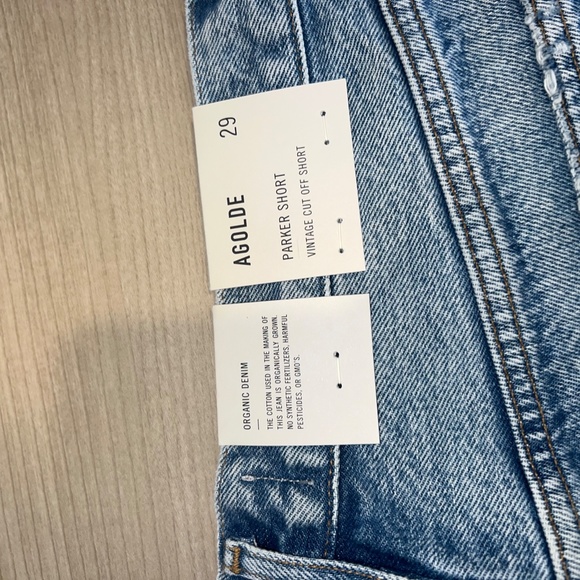 AGOLDE 29
PARKER SHORT
VINTAGE CUT OFF SHORT
ORGANIC DENIM
THE COTTON USED IN THE MAKING OF
THIS JEAN IS ORGANICALLY GROWN.
NO SYNTHETIC FERTILIZERS, HARMFUL
PESTICIDES, OR GMO'S.